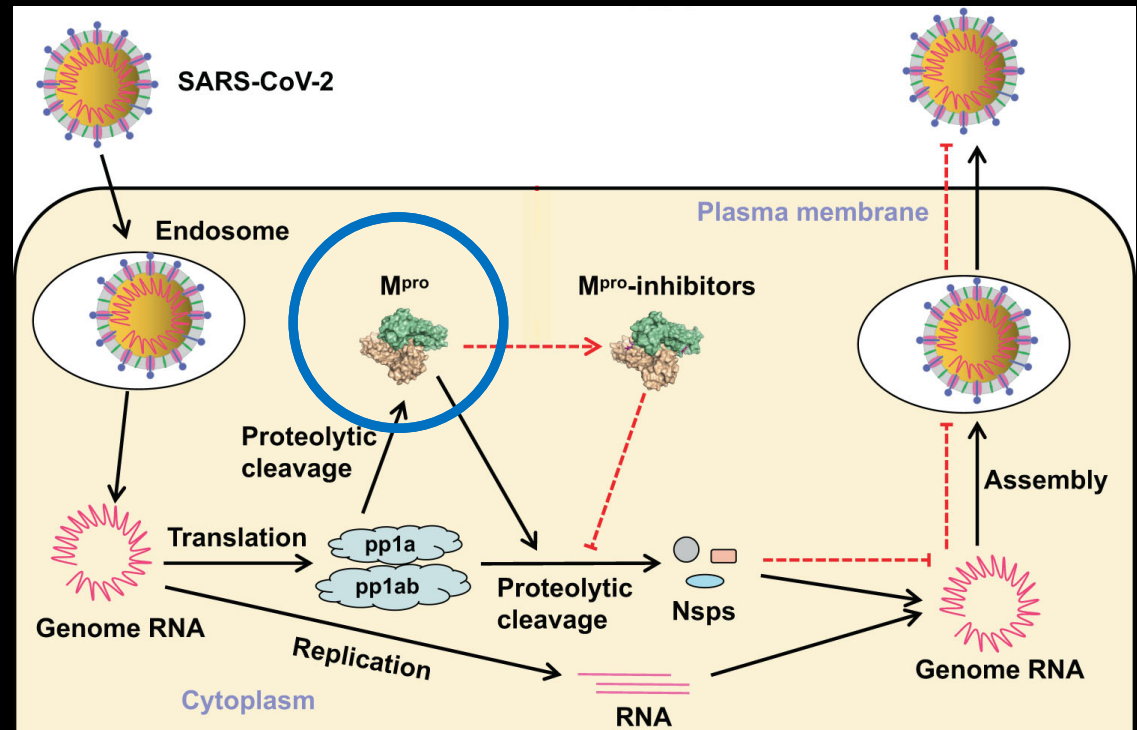 SARS-CoV-2
Plasma membrane
Endosome
Mᵖʳᵒ
Mᵖʳᵒ-inhibitors
Proteolytic
cleavage
Assembly
Translation
pp1a
pp1ab
Proteolytic
cleavage
Nsps
Genome RNA
Replication
Genome RNA
Cytoplasm
RNA